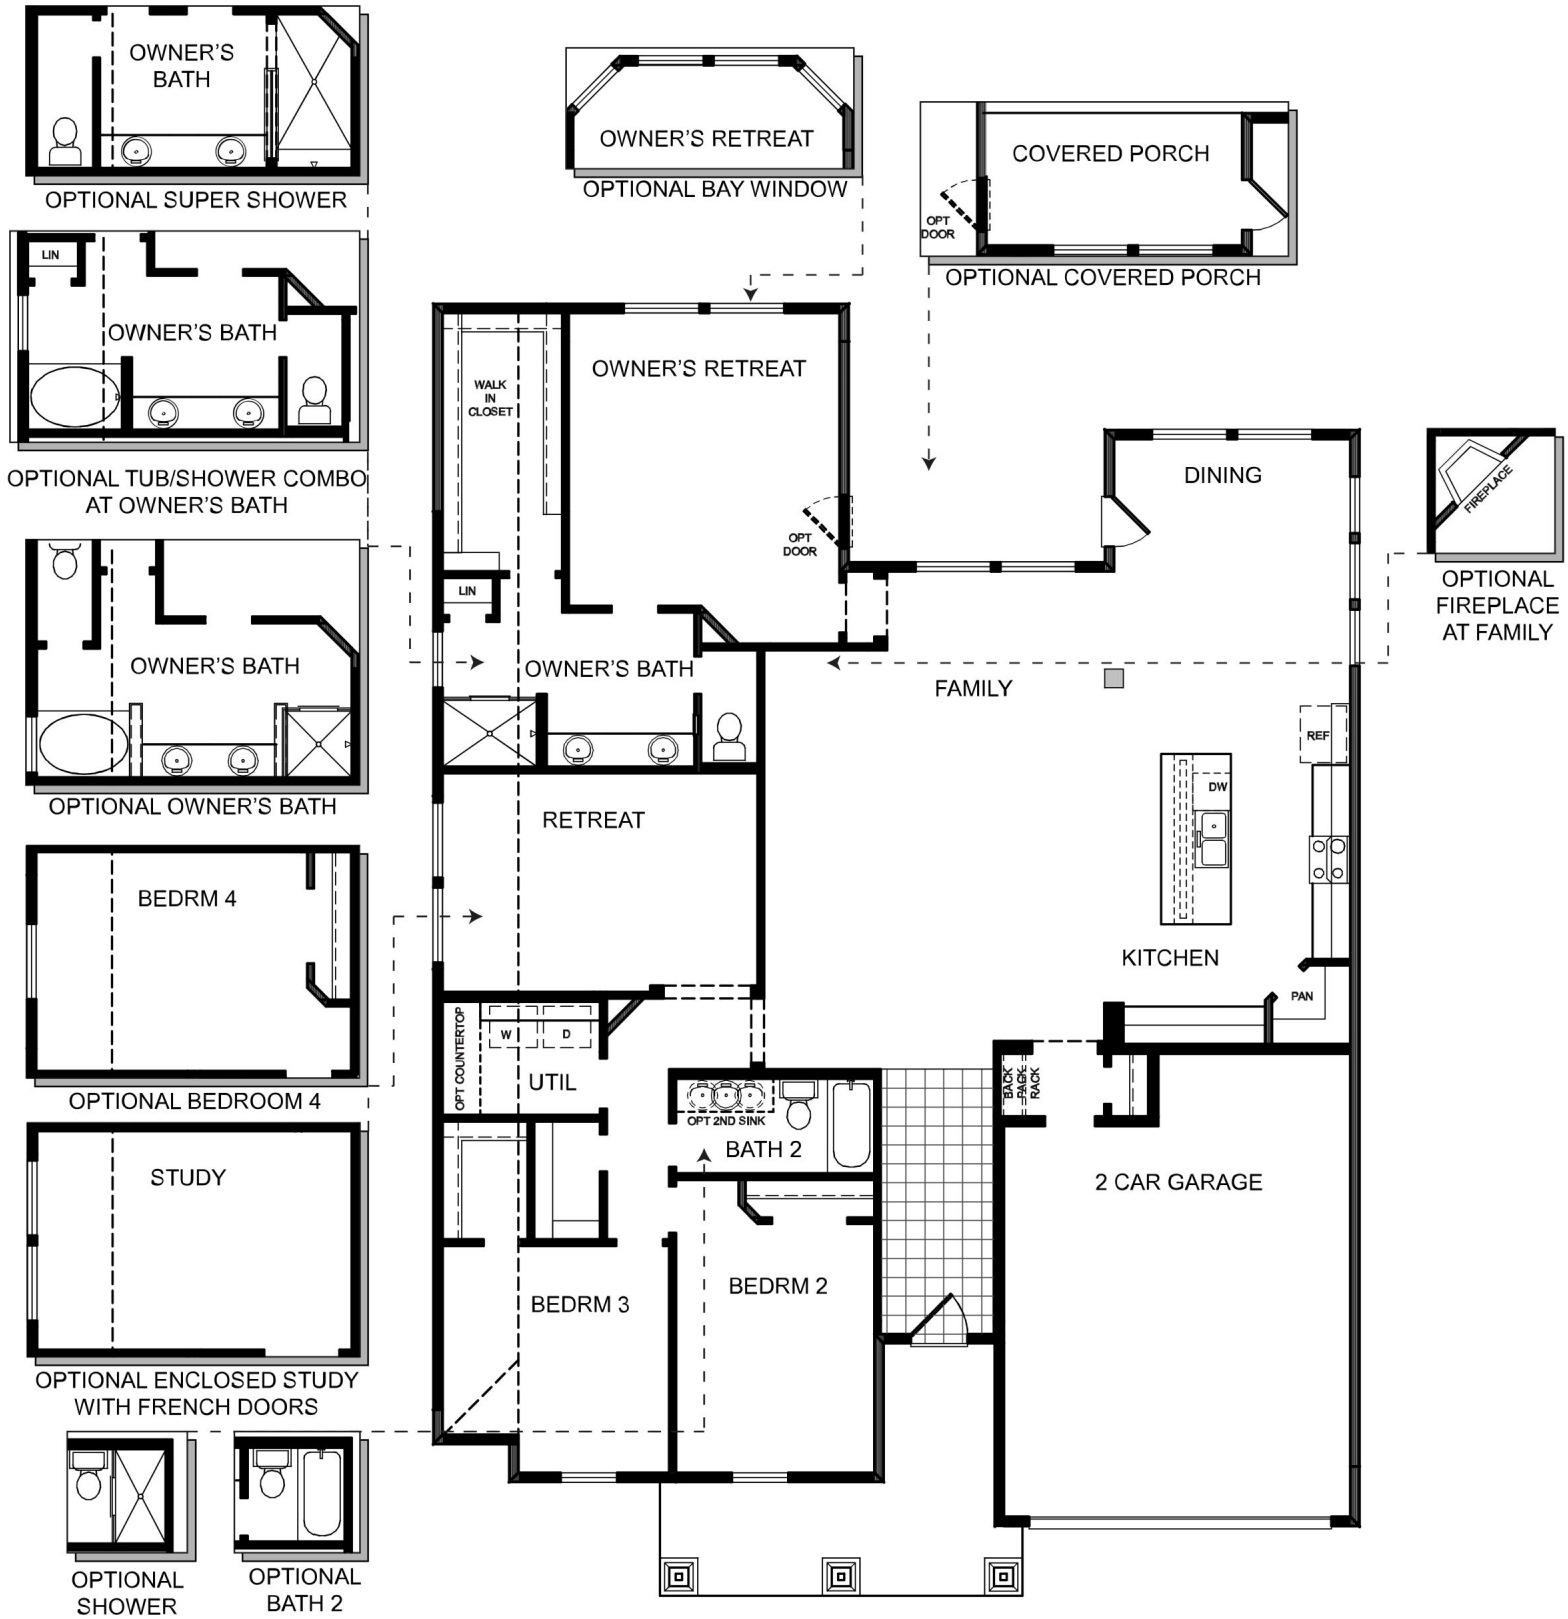 OWNER'S
BATH
OPTIONAL SUPER SHOWER
OWNER'S RETREAT
OPTIONAL BAY WINDOW
COVERED PORCH
OPT
DOOR
OPTIONAL COVERED PORCH
LIN
OWNER'S BATH
OPTIONAL TUB/SHOWER COMBO
AT OWNER'S BATH
OWNER'S BATH
OPTIONAL OWNER'S BATH
BEDRM 4
OPTIONAL BEDROOM 4
STUDY
OPTIONAL ENCLOSED STUDY
WITH FRENCH DOORS
OPTIONAL
SHOWER
OPTIONAL
BATH 2
WALK
IN
CLOSET
OWNER'S RETREAT
OPT
DOOR
DINING
FIREPLACE
OPTIONAL
FIREPLACE
AT FAMILY
LIN
OWNER'S BATH
FAMILY
REF
DW
RETREAT
KITCHEN
PAN
OPT COUNTERTOP
W
D
UTIL
OPT 2ND SINK
BATH 2
BACK
PACK
RACK
2 CAR GARAGE
BEDRM 3
BEDRM 2